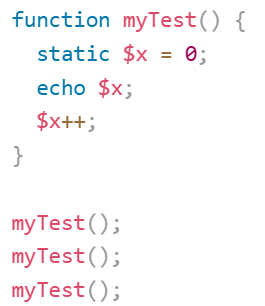 function myTest() {
  static $x = 0;
  echo $x;
  $x++;
}

myTest();
myTest();
myTest();